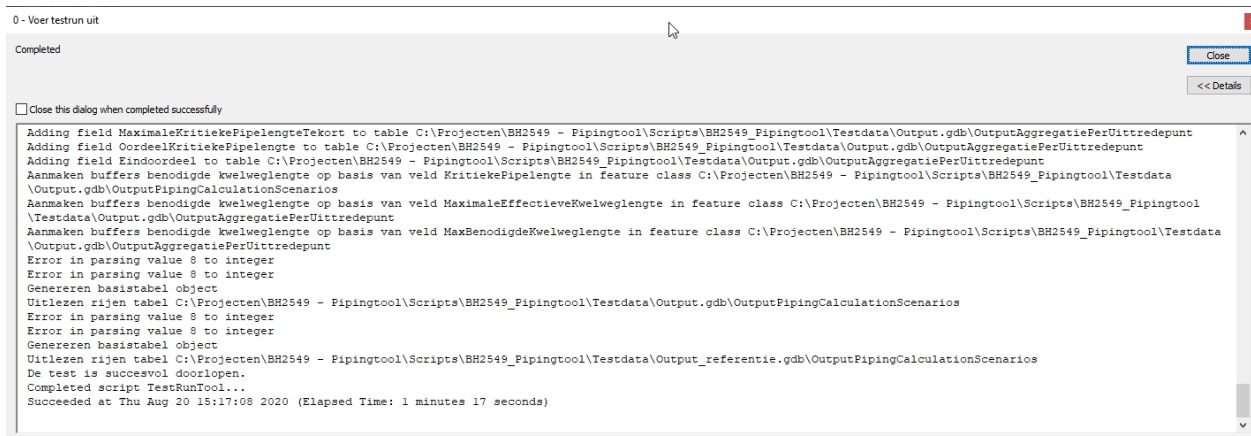 0 - Voer testrun uit
Completed
Close
<< Details
Close this dialog when completed successfully
Adding field MaximaleKritiekePipelengteTekort to table C:\Projecten\BH2549 - Pipingtool\Scripts\BH2549_Pipingtool\Testdata\Output.gdb\OutputAggregatiePerUittredepunt
Adding field OordeelKritiekePipelengte to table C:\Projecten\BH2549 - Pipingtool\Scripts\BH2549_Pipingtool\Testdata\Output.gdb\OutputAggregatiePerUittredepunt
Adding field Eindoordeel to table C:\Projecten\BH2549 - Pipingtool\Scripts\BH2549_Pipingtool\Testdata\Output.gdb\OutputAggregatiePerUittredepunt
Aanmaken buffers benodigde kwelweglengte op basis van veld KritiekePipelengte in feature class C:\Projecten\BH2549 - Pipingtool\Scripts\BH2549_Pipingtool\Testdata
\Output.gdb\OutputPipingCalculationScenarios
Aanmaken buffers benodigde kwelweglengte op basis van veld MaximaleEffectieveKwelweglengte in feature class C:\Projecten\BH2549 - Pipingtool\Scripts\BH2549_Pipingtool
\Testdata\Output.gdb\OutputAggregatiePerUittredepunt
Aanmaken buffers benodigde kwelweglengte op basis van veld MaxBenodigdeKwelweglengte in feature class C:\Projecten\BH2549 - Pipingtool\Scripts\BH2549_Pipingtool\Testdata
\Output.gdb\OutputAggregatiePerUittredepunt
Error in parsing value 8 to integer
Error in parsing value 8 to integer
Genereren basistabel object
Uitlezen rijen tabel C:\Projecten\BH2549 - Pipingtool\Scripts\BH2549_Pipingtool\Testdata\Output.gdb\OutputPipingCalculationScenarios
Error in parsing value 8 to integer
Error in parsing value 8 to integer
Genereren basistabel object
Uitlezen rijen tabel C:\Projecten\BH2549 - Pipingtool\Scripts\BH2549_Pipingtool\Testdata\Output_referentie.gdb\OutputPipingCalculationScenarios
De test is succesvol doorlopen.
Completed script TestRunTool...
Succeeded at Thu Aug 20 15:17:08 2020 (Elapsed Time: 1 minutes 17 seconds)